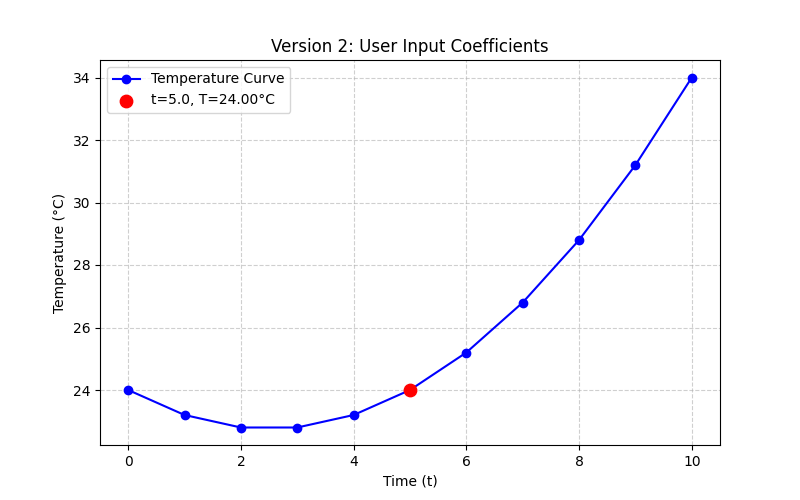 Version 2: User Input Coefficients
Temperature Curve
t=5.0, T=24.00°C
Temperature (°C)
34
32
30
28
26
24
0 2 4 6 8 10
Time (t)